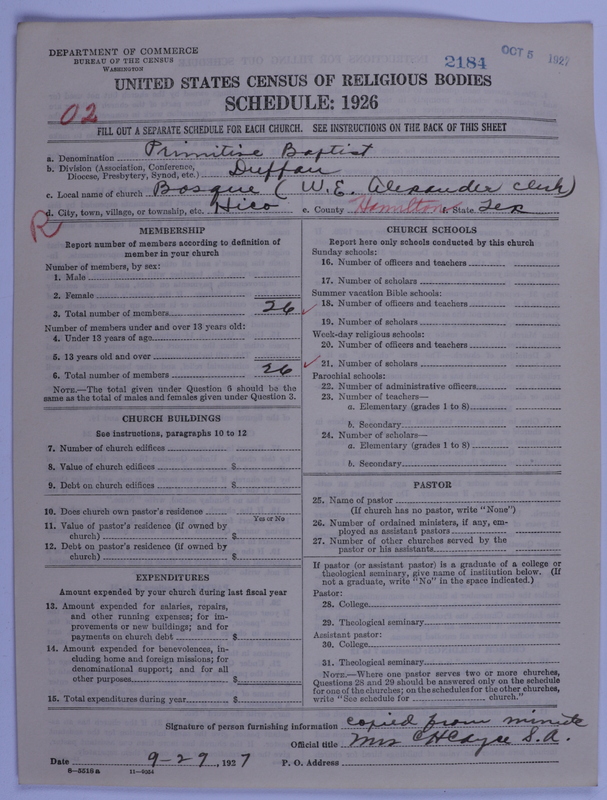 DEPARTMENT OF COMMERCE
BUREAU OF THE CENSUS
WASHINGTON
2184 OCT 5 1927
UNITED STATES CENSUS OF RELIGIOUS BODIES
SCHEDULE: 1926
02
FILL OUT A SEPARATE SCHEDULE FOR EACH CHURCH. SEE INSTRUCTIONS ON THE BACK OF THIS SHEET
a. Denomination Primitive Baptist
b. Division (Association, Conference, Diocese, Presbytery, Synod, etc.) Duffau
c. Local name of church Bosque (W.E. Alexander clerk)
d. City, town, village, or township, etc. Hico e. County Hamilton f. State Tex
R
MEMBERSHIP
Report number of members according to definition of
member in your church
Number of members, by sex:
1. Male
2. Female
3. Total number of members 26
Number of members under and over 13 years old:
4. Under 13 years of age
5. 13 years old and over
6. Total number of members 26
NOTE.—The total given under Question 6 should be the
same as the total of males and females given under Question 3.
CHURCH BUILDINGS
See instructions, paragraphs 10 to 12
7. Number of church edifices
8. Value of church edifices $
9. Debt on church edifices $
10. Does church own pastor's residence
Yes or No
11. Value of pastor's residence (if owned by
church) $
12. Debt on pastor's residence (if owned by
church) $
EXPENDITURES
Amount expended by your church during last fiscal year
13. Amount expended for salaries, repairs,
and other running expenses; for im-
provements or new buildings; and for
payments on church debt $
14. Amount expended for benevolences, in-
cluding home and foreign missions; for
denominational support; and for all
other purposes $
15. Total expenditures during year $
CHURCH SCHOOLS
Report here only schools conducted by this church
Sunday schools:
16. Number of officers and teachers
17. Number of scholars
Summer vacation Bible schools:
18. Number of officers and teachers
19. Number of scholars
Week-day religious schools:
20. Number of officers and teachers
21. Number of scholars
Parochial schools:
22. Number of administrative officers
23. Number of teachers—
a. Elementary (grades 1 to 8)
b. Secondary
24. Number of scholars—
a. Elementary (grades 1 to 8)
b. Secondary
PASTOR
25. Name of pastor
(If church has no pastor, write "None")
26. Number of ordained ministers, if any, em-
ployed as assistant pastors
27. Number of other churches served by the
pastor or his assistants
If pastor (or assistant pastor) is a graduate of a college or
theological seminary, give name of institution below. (If
not a graduate, write "No" in the space indicated.)
Pastor:
28. College
29. Theological seminary
Assistant pastor:
30. College
31. Theological seminary
NOTE.—Where one pastor serves two or more churches,
Questions 28 and 29 should be answered only on the schedule
for one of the churches; on the schedules for the other churches,
write "See schedule for church."
Signature of person furnishing information copied from minute
Official title Mrs C H Cayce S.A.
Date 9-29, 1927 P. O. Address
8—5518a 11—9034